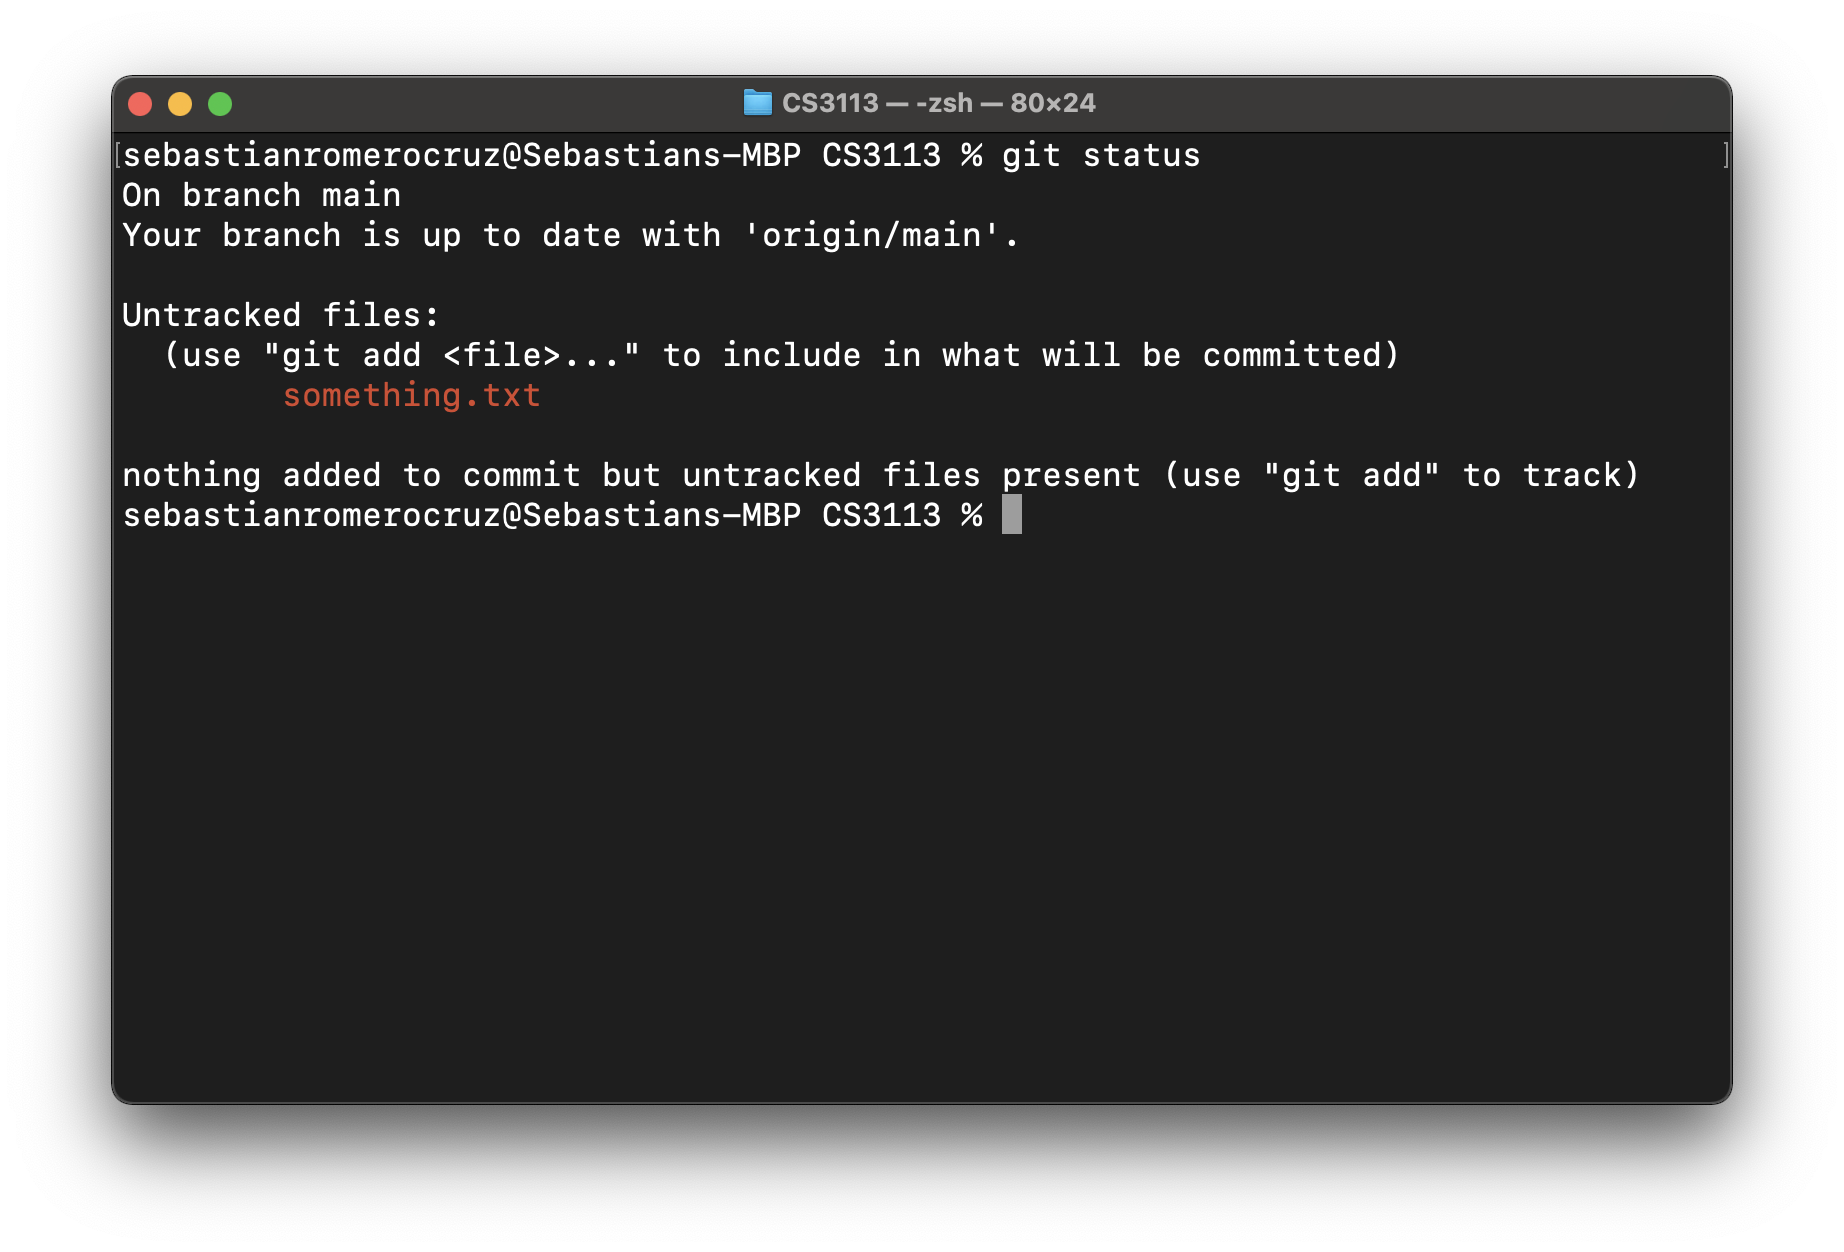 CS3113 — -zsh — 80×24
[sebastianromerocruz@Sebastians-MBP CS3113 % git status ]
On branch main
Your branch is up to date with 'origin/main'.
Untracked files:
  (use "git add <file>..." to include in what will be committed)
        something.txt
nothing added to commit but untracked files present (use "git add" to track)
sebastianromerocruz@Sebastians-MBP CS3113 %